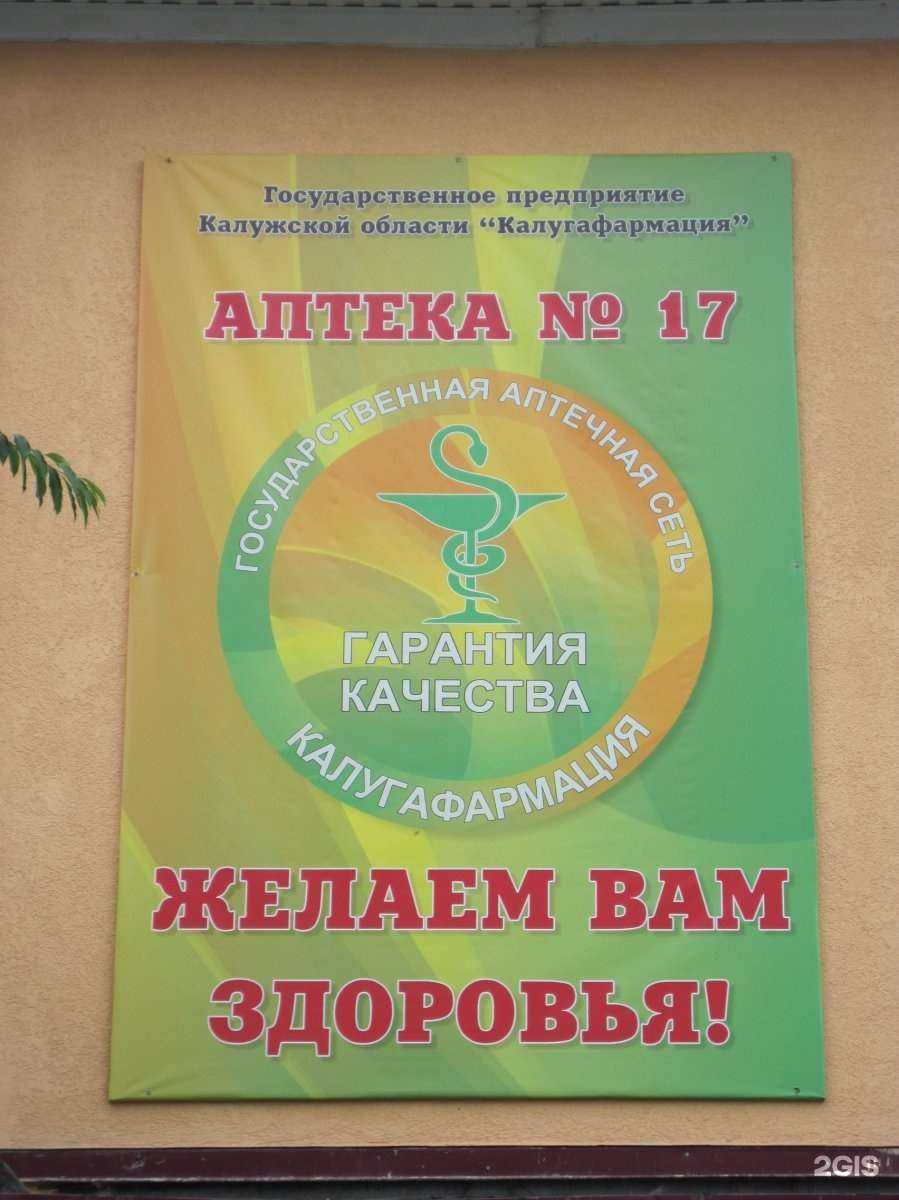 Государственное предприятие
Калужской области “Калугафармация”
АПТЕКА № 17
ГОСУДАРСТВЕННАЯ АПТЕЧНАЯ СЕТЬ
ГАРАНТИЯ
КАЧЕСТВА
КАЛУГАФАРМАЦИЯ
ЖЕЛАЕМ ВАМ
ЗДОРОВЬЯ!
2GIS